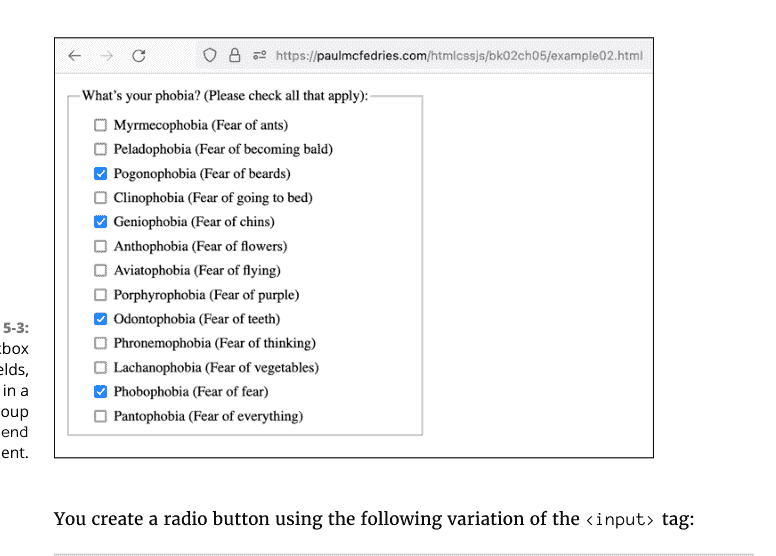 https://paulmcfedries.com/htmlcssjs/bk02ch05/example02.html
What's your phobia? (Please check all that apply):
Myrmecophobia (Fear of ants)
Peladophobia (Fear of becoming bald)
Pogonophobia (Fear of beards)
Clinophobia (Fear of going to bed)
Geniophobia (Fear of chins)
Anthophobia (Fear of flowers)
Aviatophobia (Fear of flying)
Porphyrophobia (Fear of purple)
Odontophobia (Fear of teeth)
Phronemophobia (Fear of thinking)
Lachanophobia (Fear of vegetables)
Phobophobia (Fear of fear)
Pantophobia (Fear of everything)
5-3:
kbox
elds,
in a
oup
end
ent.
You create a radio button using the following variation of the <input> tag: